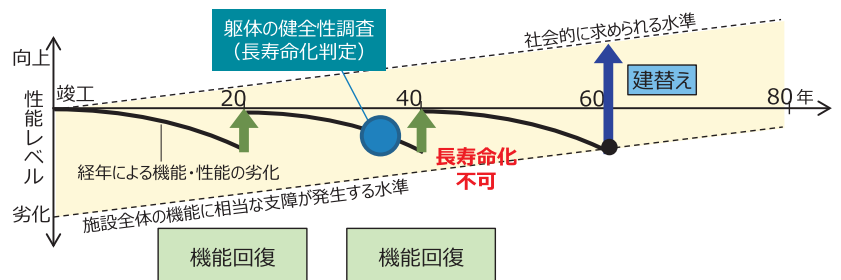 躯体の健全性調査
（長寿命化判定）
社会的に求められる水準
向上
竣工
20
40
60
建替え
80 年
性能レベル
経年による機能・性能の劣化
長寿命化
不可
劣化
施設全体の機能に相当な支障が発生する水準
機能回復
機能回復